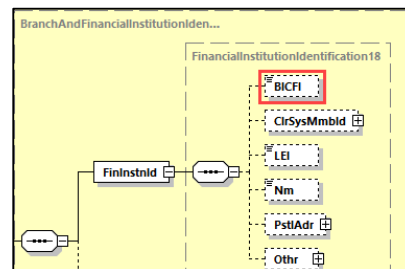 BranchAndFinancialInstitutionIden...
FinancialInstitutionIdentification18
BICFI
ClrSysMmbId
LEI
FinInstnId
Nm
PstlAdr
Othr